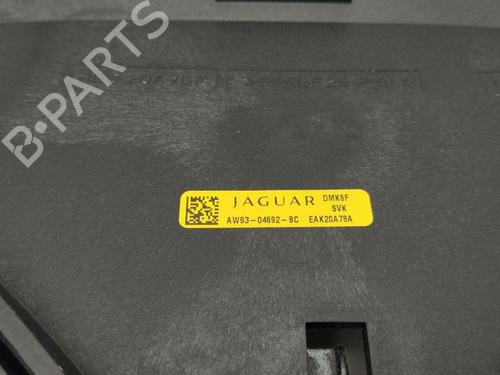 B-PARTS
JAGUAR DMK6F
SVK
AW93-04692-BC EAK20A78A